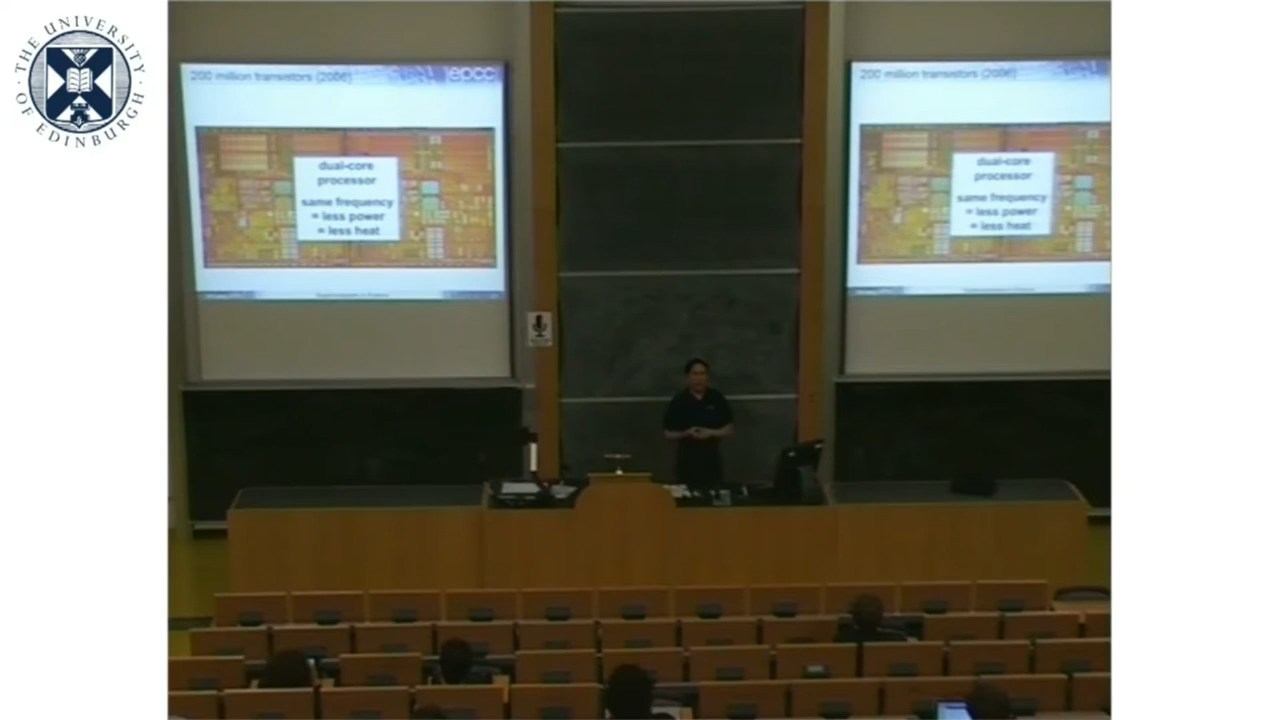 THE UNIVERSITY
OF EDINBURGH
200 million transistors (2006)
epcc
dual-core
processor
same frequency
= less power
= less heat
200 million transistors (2006)
dual-core
processor
same frequency
= less power
= less heat